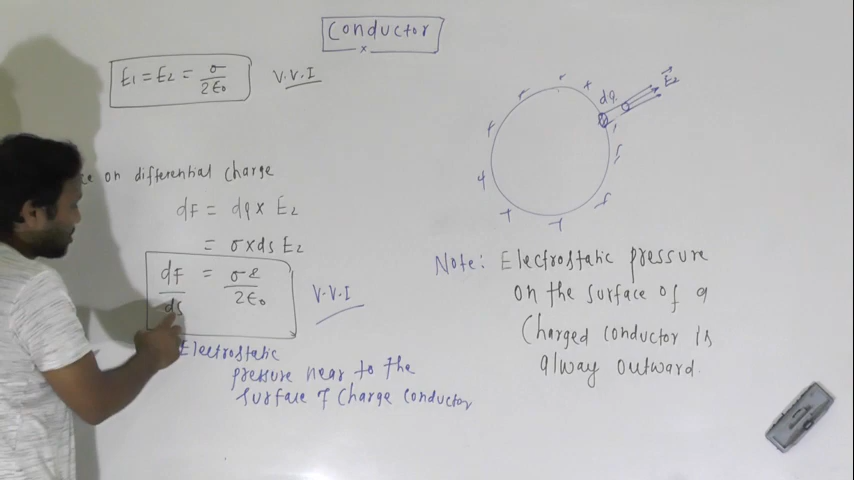 Conductor
E₁ = E₂ = σ/2ε₀ V.V.I
on differential charge
dF = dq x E₂
= σ x ds E₂
dF/ds = σ²/2ε₀ V.V.I
Electrostatic
pressure near to the
surface of Charge conductor
dq
E₂
Note: Electrostatic pressure
on the surface of a
Charged conductor is
alway outward.